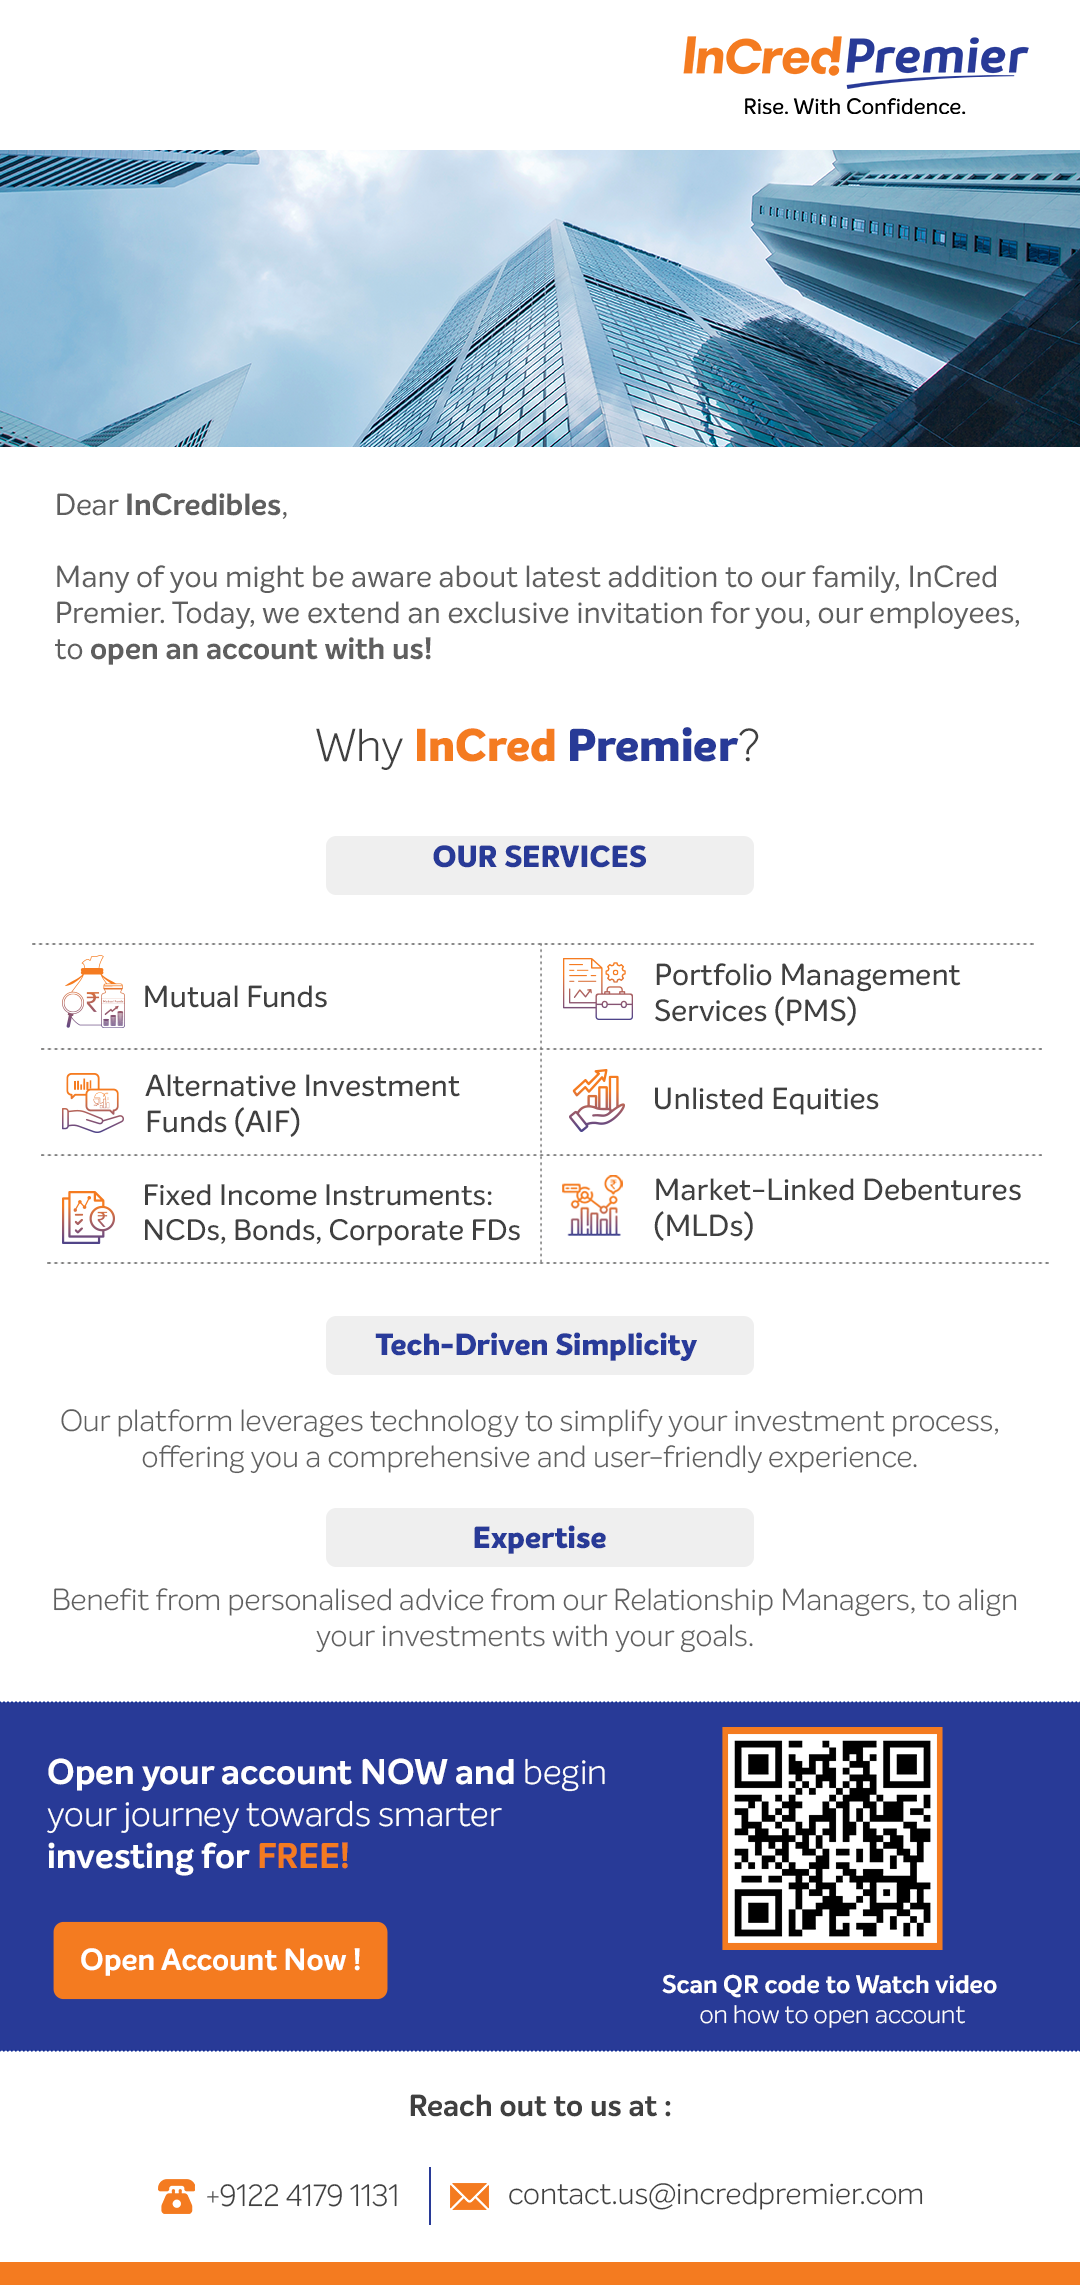 InCred Premier
Rise. With Confidence.
Dear InCredibles,
Many of you might be aware about latest addition to our family, InCred
Premier. Today, we extend an exclusive invitation for you, our employees,
to open an account with us!
Why InCred Premier?
OUR SERVICES
Mutual Funds
Portfolio Management
Services (PMS)
Alternative Investment
Funds (AIF)
Unlisted Equities
Fixed Income Instruments:
NCDs, Bonds, Corporate FDs
Market-Linked Debentures
(MLDs)
Tech-Driven Simplicity
Our platform leverages technology to simplify your investment process,
offering you a comprehensive and user-friendly experience.
Expertise
Benefit from personalised advice from our Relationship Managers, to align
your investments with your goals.
Open your account NOW and begin
your journey towards smarter
investing for FREE!
Open Account Now !
Scan QR code to Watch video
on how to open account
Reach out to us at :
+9122 4179 1131
contact.us@incredpremier.com